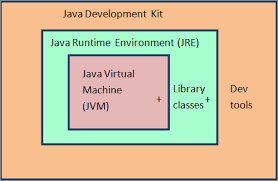 Java Development Kit
Java Runtime Environment (JRE)
Java Virtual
Machine
(JVM)
+
Library
classes
+
Dev
tools